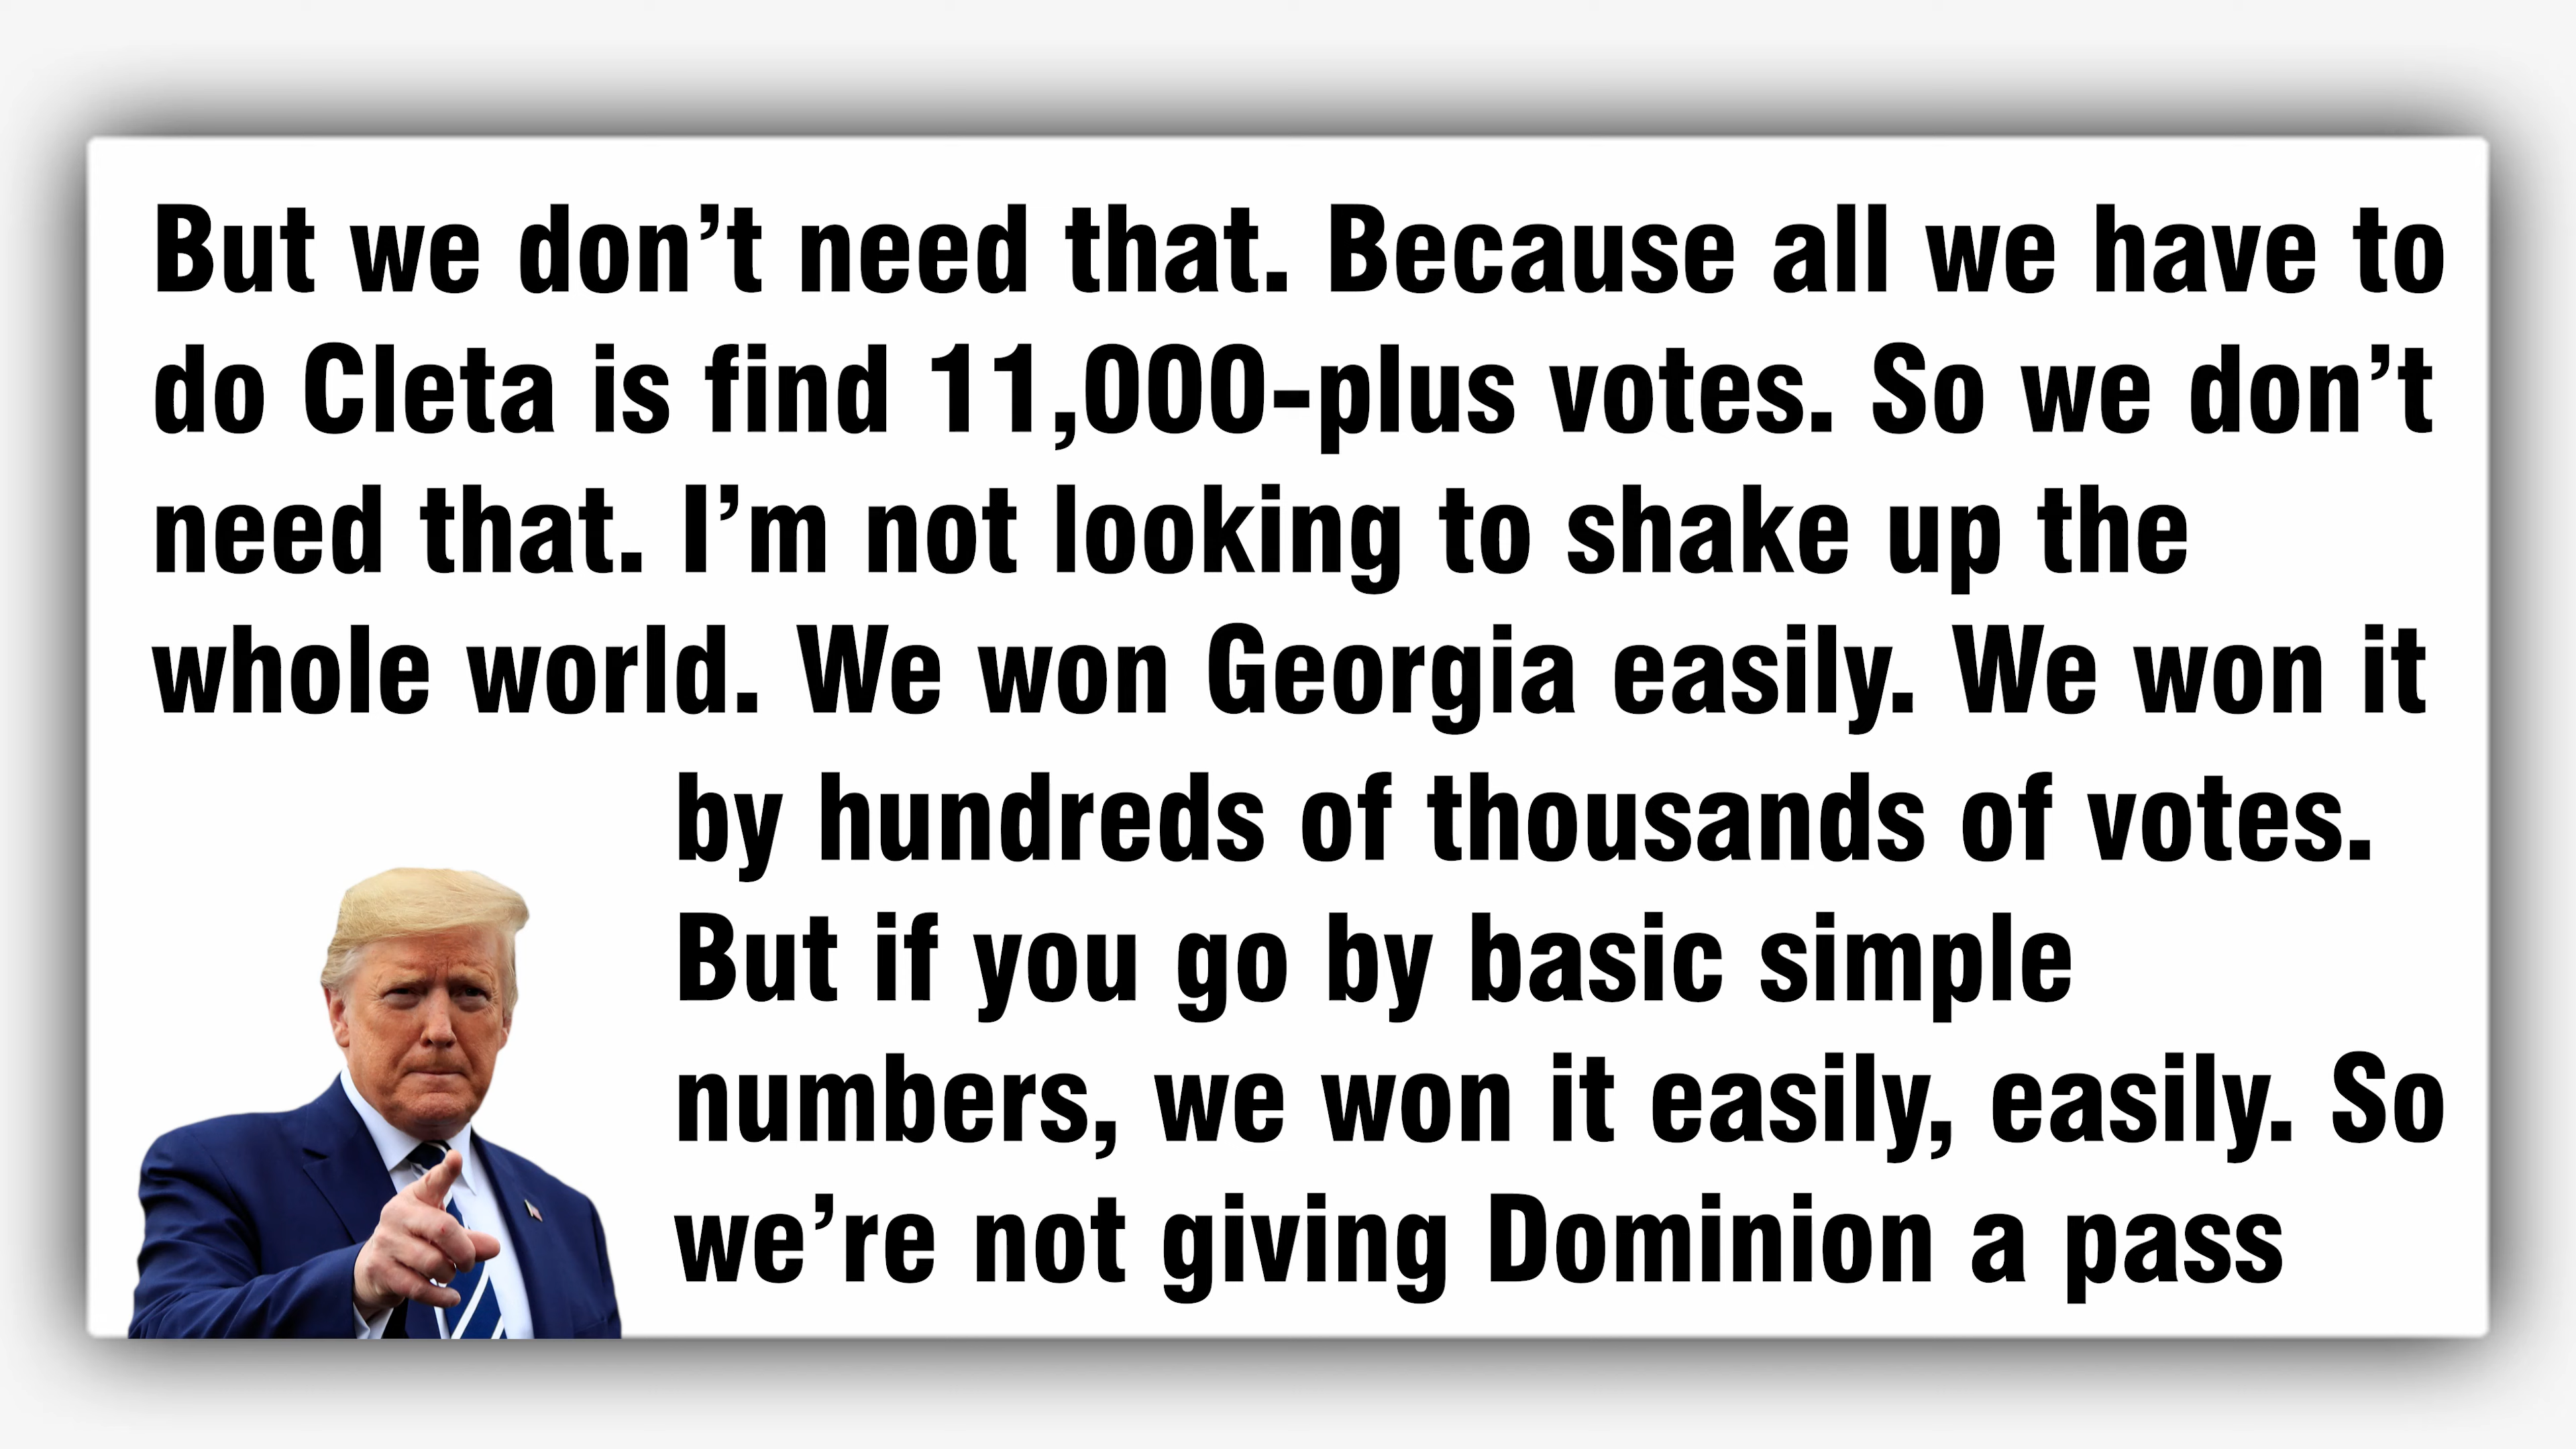 But we don’t need that. Because all we have to
do Cleta is find 11,000-plus votes. So we don’t
need that. I’m not looking to shake up the
whole world. We won Georgia easily. We won it
by hundreds of thousands of votes.
But if you go by basic simple
numbers, we won it easily, easily. So
we’re not giving Dominion a pass